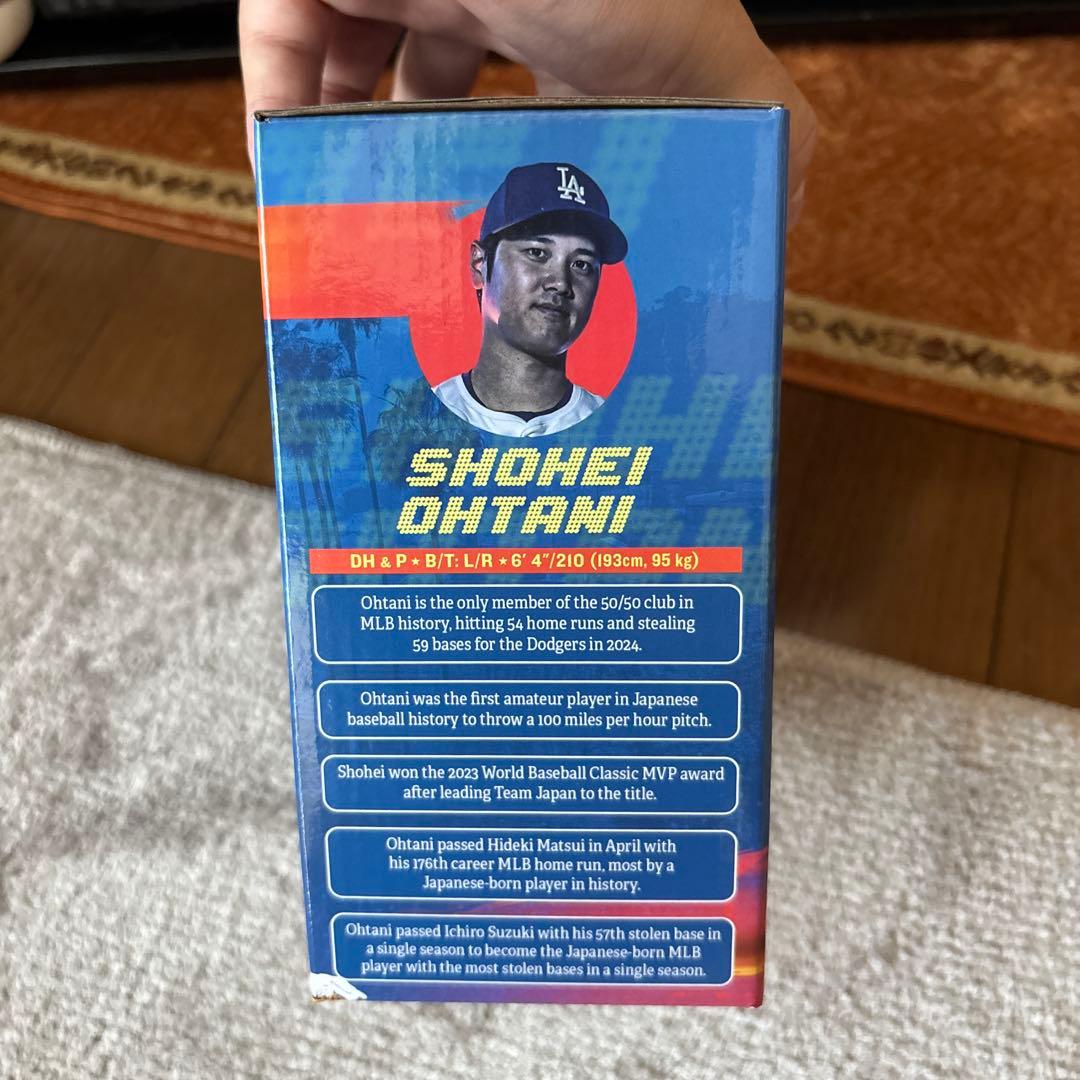 LA
SHOHEI
OHTANI
DH & P ★ B/T: L/R ★ 6' 4"/210 (193cm, 95 kg)
Ohtani is the only member of the 50/50 club in
MLB history, hitting 54 home runs and stealing
59 bases for the Dodgers in 2024.
Ohtani was the first amateur player in Japanese
baseball history to throw a 100 miles per hour pitch.
Shohei won the 2023 World Baseball Classic MVP award
after leading Team Japan to the title.
Ohtani passed Hideki Matsui in April with
his 176th career MLB home run, most by a
Japanese-born player in history.
Ohtani passed Ichiro Suzuki with his 57th stolen base in
a single season to become the Japanese-born MLB
player with the most stolen bases in a single season.